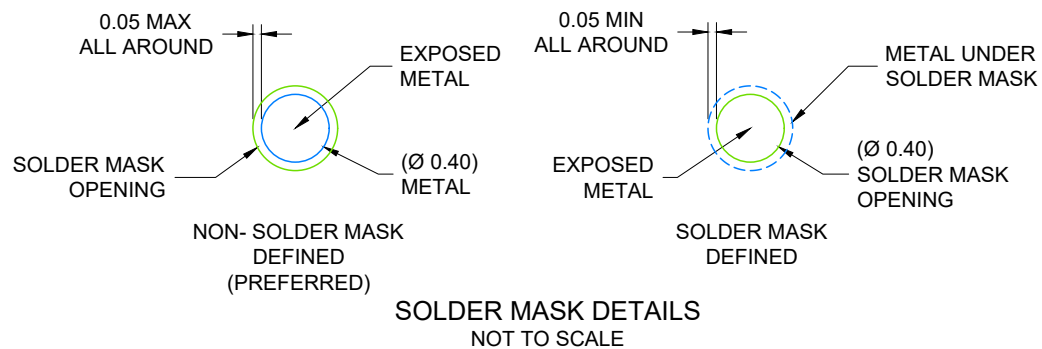 0.05 MAX
ALL AROUND
EXPOSED
METAL
SOLDER MASK
OPENING
(Ø 0.40)
METAL
NON- SOLDER MASK
DEFINED
(PREFERRED)
0.05 MIN
ALL AROUND
METAL UNDER
SOLDER MASK
EXPOSED
METAL
(Ø 0.40)
SOLDER MASK
OPENING
SOLDER MASK
DEFINED
SOLDER MASK DETAILS
NOT TO SCALE